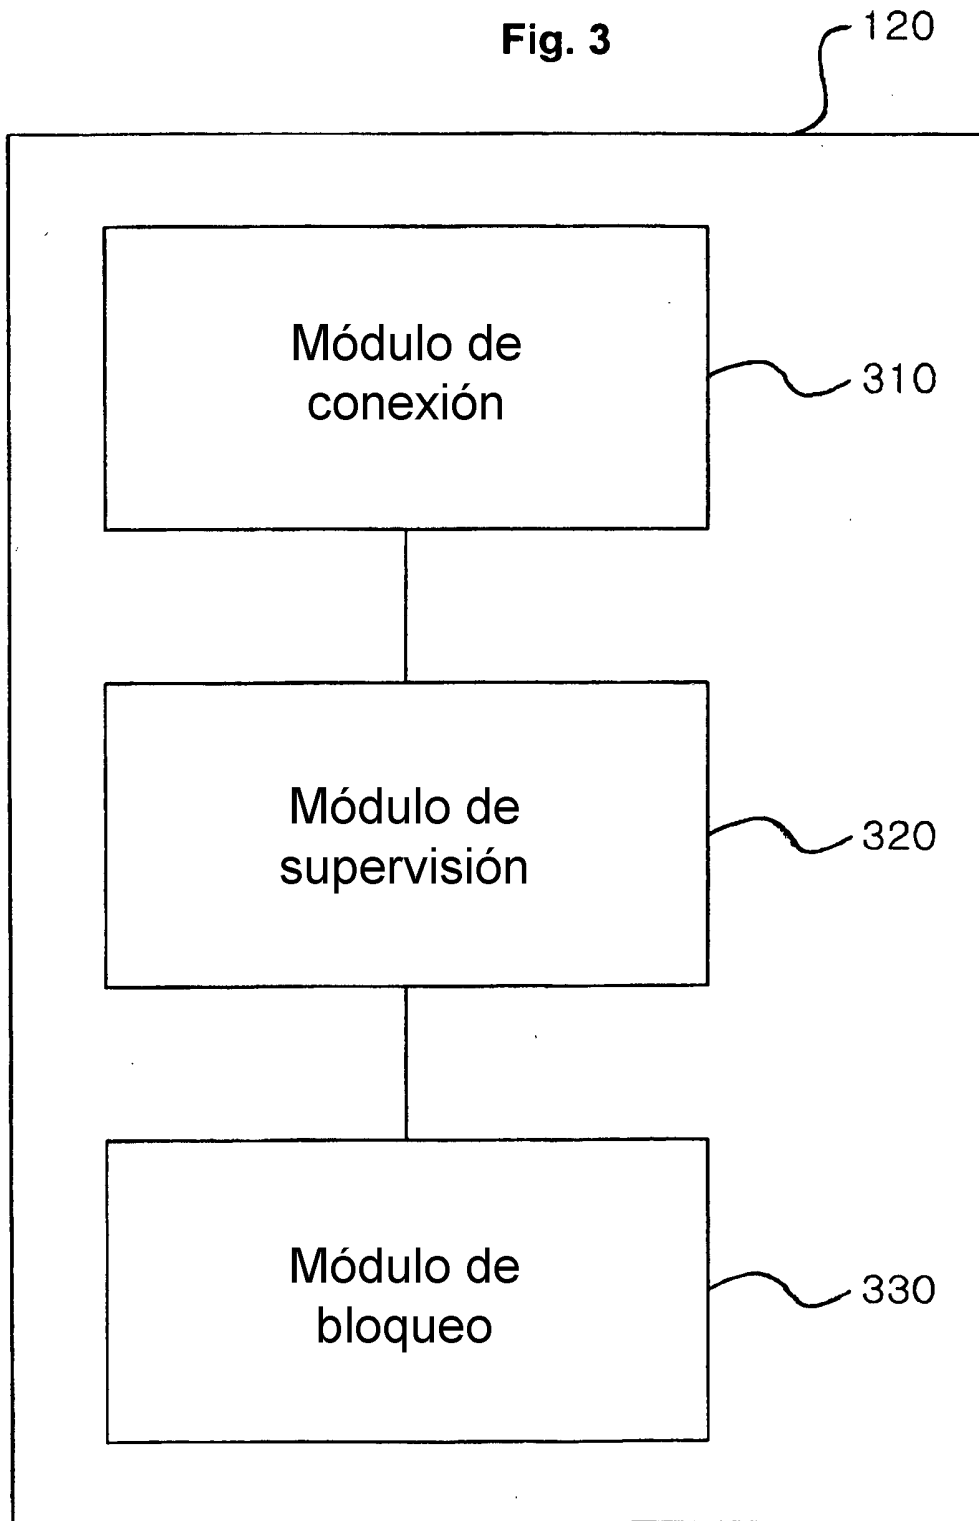 Fig. 3
120
Módulo de
conexión
310
Módulo de
supervisión
320
Módulo de
bloqueo
330